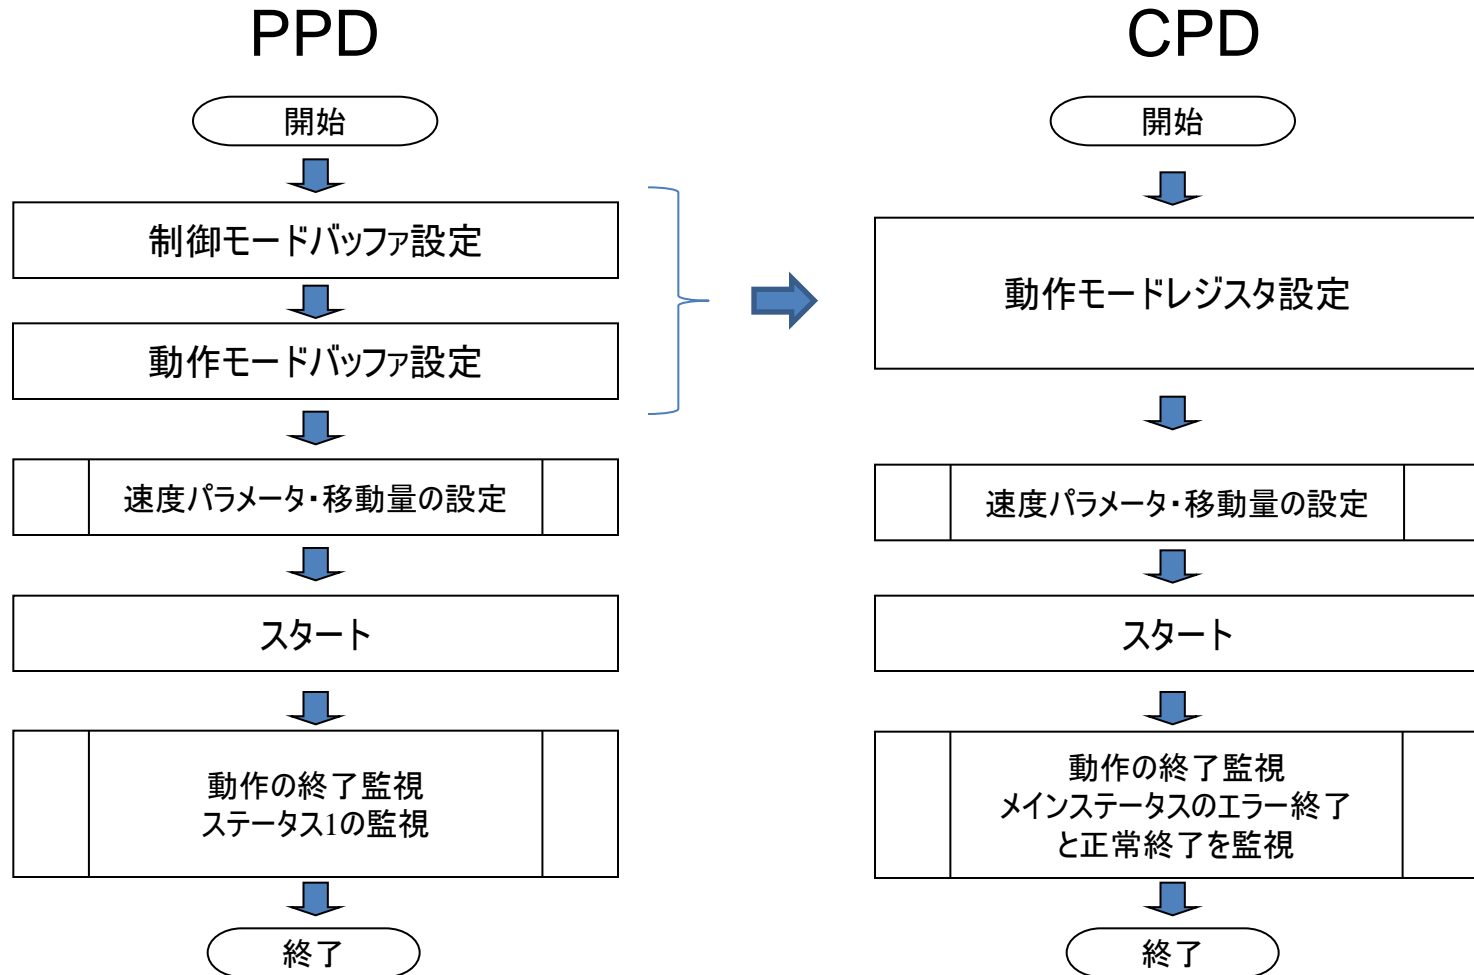 PPD
開始
制御モードバッファ設定
動作モードバッファ設定
速度パラメータ・移動量の設定
スタート
動作の終了監視
ステータス1の監視
終了
CPD
開始
動作モードレジスタ設定
速度パラメータ・移動量の設定
スタート
動作の終了監視
メインステータスのエラー終了
と正常終了を監視
終了